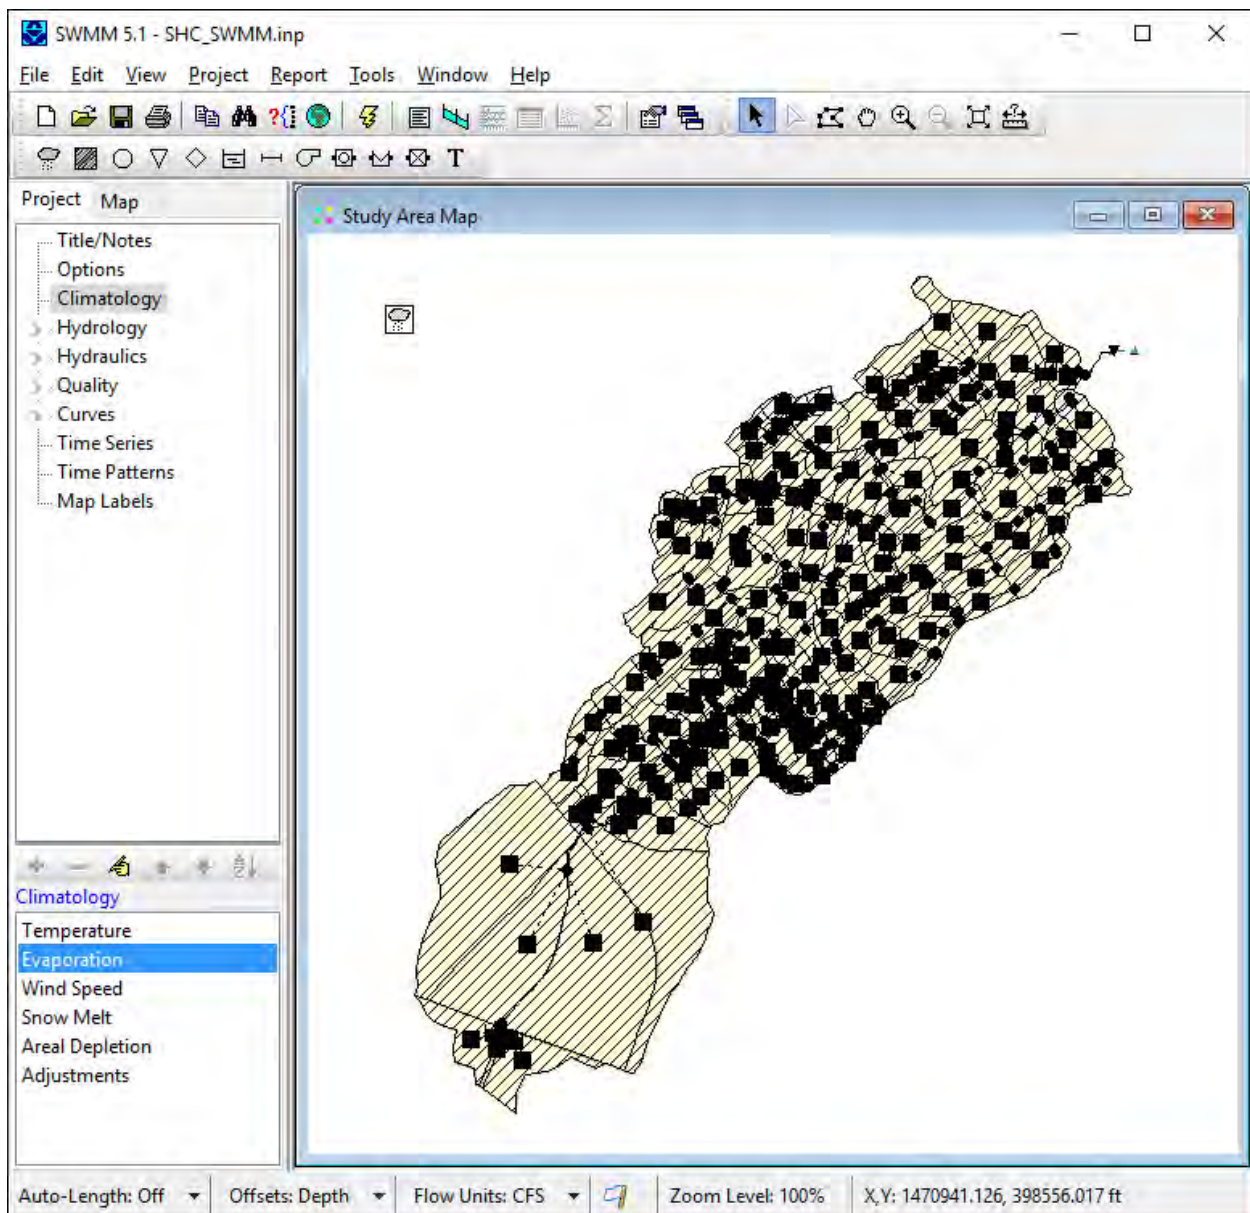 SWMM 5.1 - SHC_SWMM.inp
File Edit View Project Report Tools Window Help
T
Project Map
Title/Notes
Options
Climatology
Hydrology
Hydraulics
Quality
Curves
Time Series
Time Patterns
Map Labels
Study Area Map
Climatology
Temperature
Evaporation
Wind Speed
Snow Melt
Areal Depletion
Adjustments
Auto-Length: Off Offsets: Depth Flow Units: CFS Zoom Level: 100% X,Y: 1470941.126, 398556.017 ft